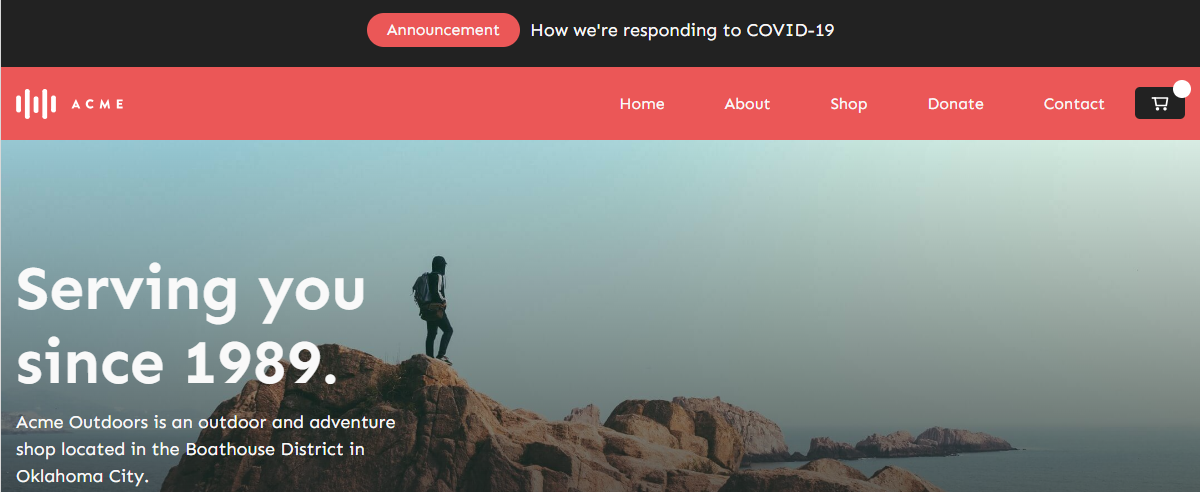 Announcement How we're responding to COVID-19
ACME Home About Shop Donate Contact
Serving you
since 1989.
Acme Outdoors is an outdoor and adventure
shop located in the Boathouse District in
Oklahoma City.